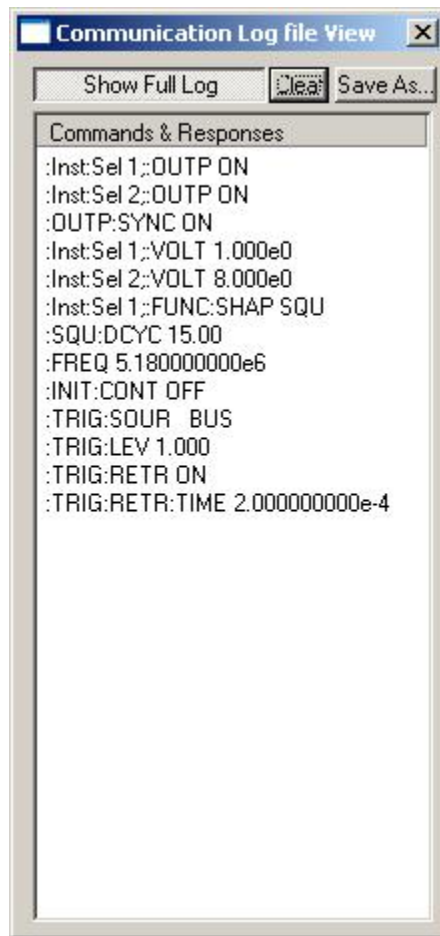 Communication Log file View
Show Full Log Clear Save As...
Commands & Responses
:Inst:Sel 1;:OUTP ON
:Inst:Sel 2;:OUTP ON
:OUTP:SYNC ON
:Inst:Sel 1;:VOLT 1.000e0
:Inst:Sel 2;:VOLT 8.000e0
:Inst:Sel 1;:FUNC:SHAP SQU
:SQU:DCYC 15.00
:FREQ 5.180000000e6
:INIT:CONT OFF
:TRIG:SOUR   BUS
:TRIG:LEV 1.000
:TRIG:RETR ON
:TRIG:RETR:TIME 2.000000000e-4